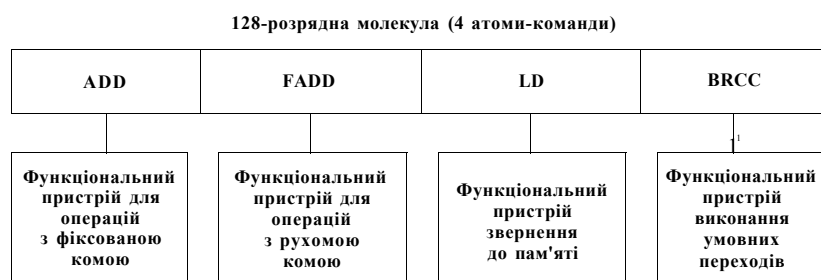 128-розрядна молекула (4 атоми-команди)
ADD
FADD
LD
BRCC
1
Функціональний
пристрій для
операцій
з фіксованою
комою
Функціональний
пристрій для
операцій
з рухомою
комою
Функціональний
пристрій
звернення
до пам'яті
Функціональний
пристрій
виконання
умовних
переходів